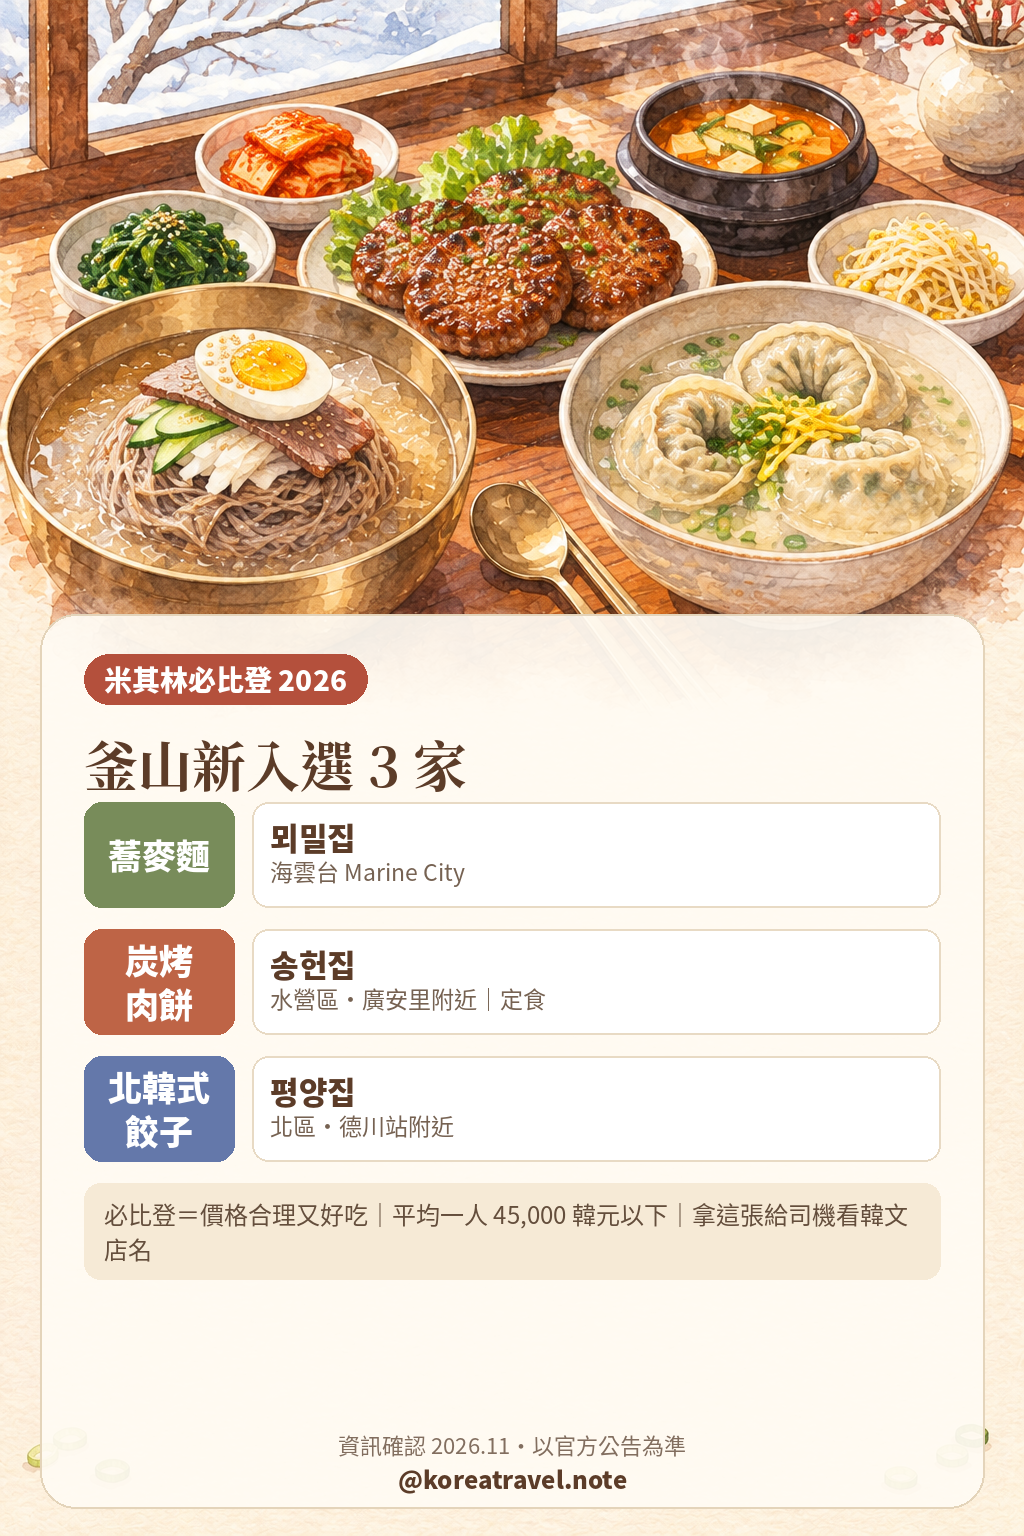 米其林必比登 2026
釜山新入選 3 家
蕎麥麵
뫼밀집
海雲台 Marine City
炭烤
肉餅
송헌집
水營區・廣安里附近｜定食
北韓式
餃子
평양집
北區・德川站附近
必比登＝價格合理又好吃｜平均一人 45,000 韓元以下｜拿這張給司機看韓文
店名
資訊確認 2026.11・以官方公告為準
@koreatravel.note